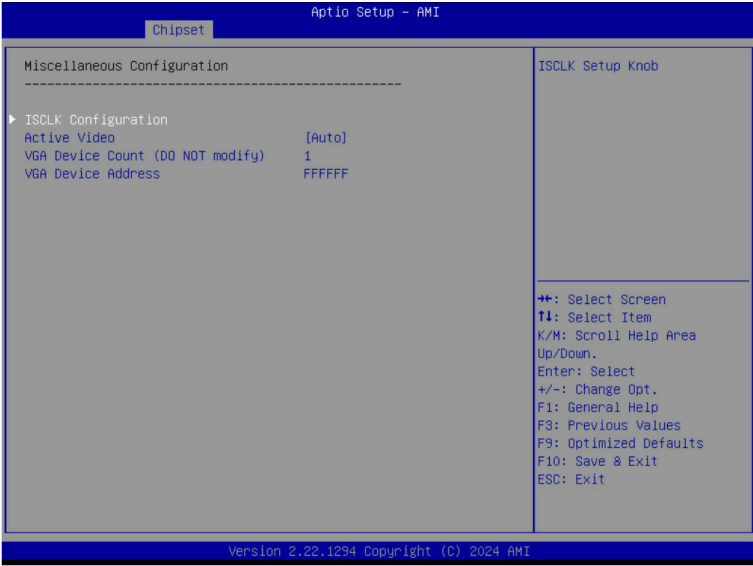 Aptio Setup – AMI
Chipset
Miscellaneous Configuration
--------------------------------------------------
ISCLK Configuration
Active Video [Auto]
VGA Device Count (DO NOT modify) 1
VGA Device Address FFFFFF
ISCLK Setup Knob
→←: Select Screen
↑↓: Select Item
K/M: Scroll Help Area
Up/Down.
Enter: Select
+/-: Change Opt.
F1: General Help
F3: Previous Values
F9: Optimized Defaults
F10: Save & Exit
ESC: Exit
Version 2.22.1294 Copyright (C) 2024 AMI